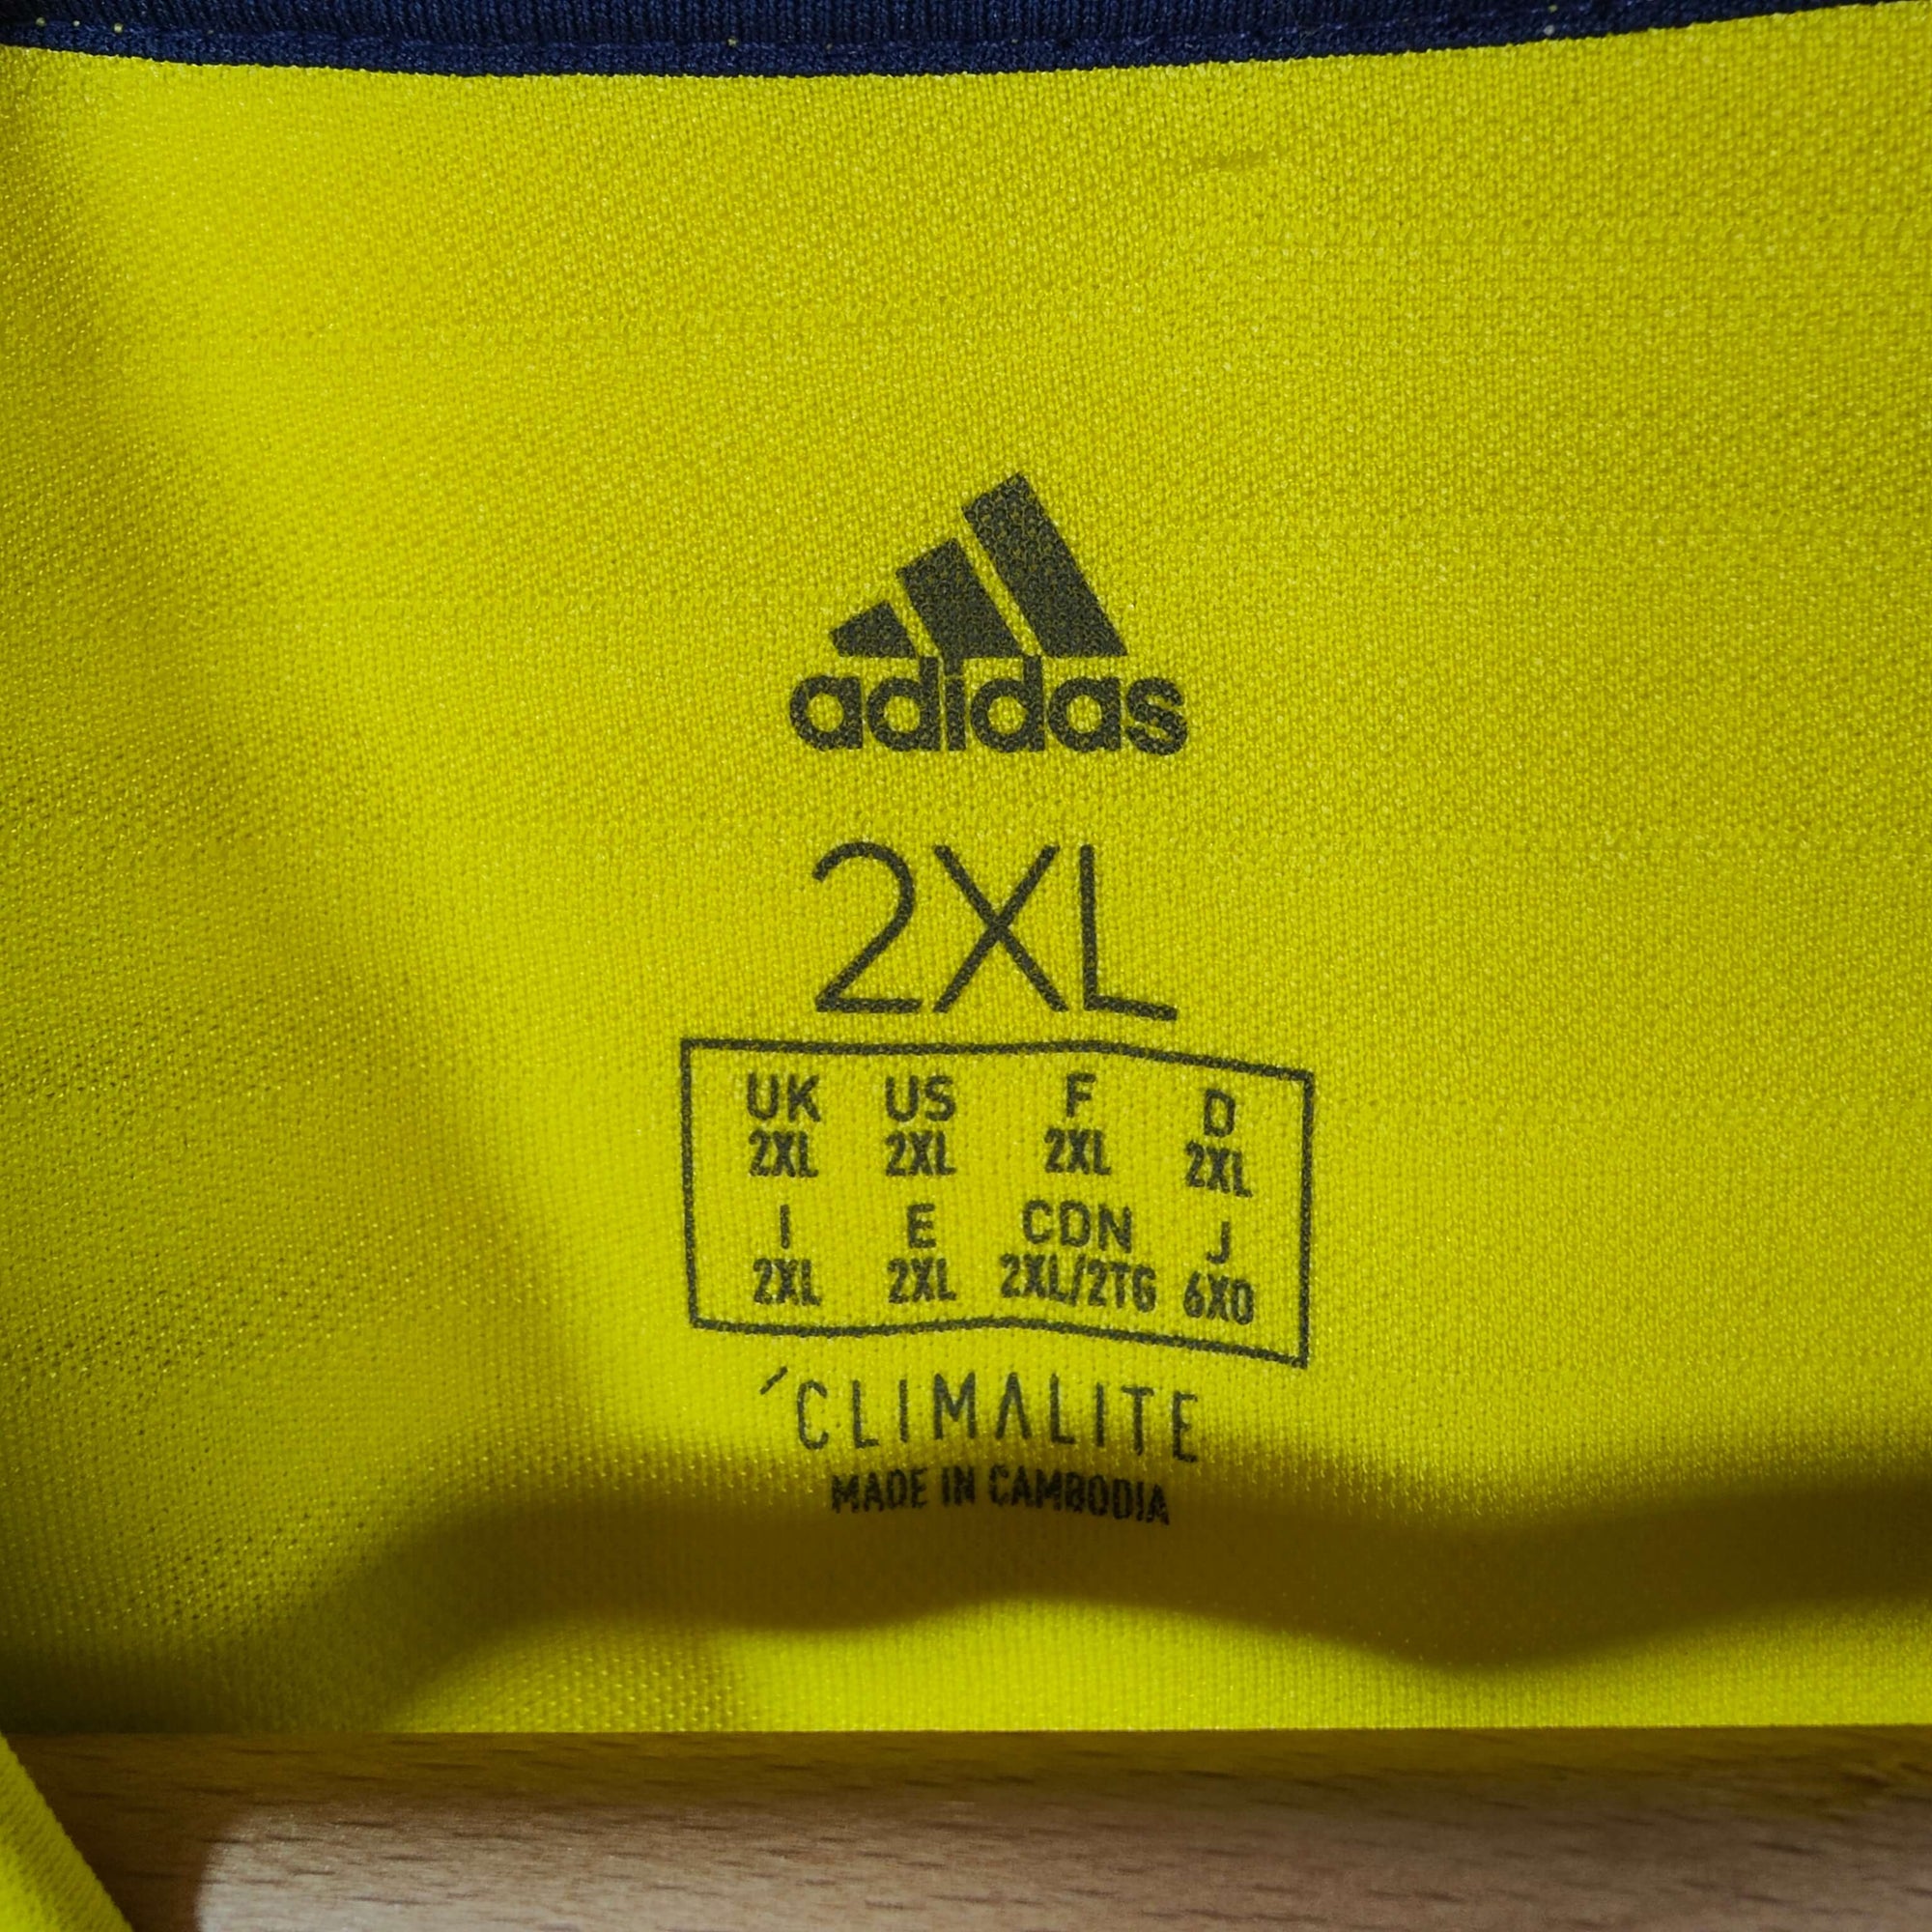 adidas
2XL
UK US F D
2XL 2XL 2XL 2XL
I E CDN J
2XL 2XL 2XL/2TG 6XO
´CLIMALITE
MADE IN CAMBODIA